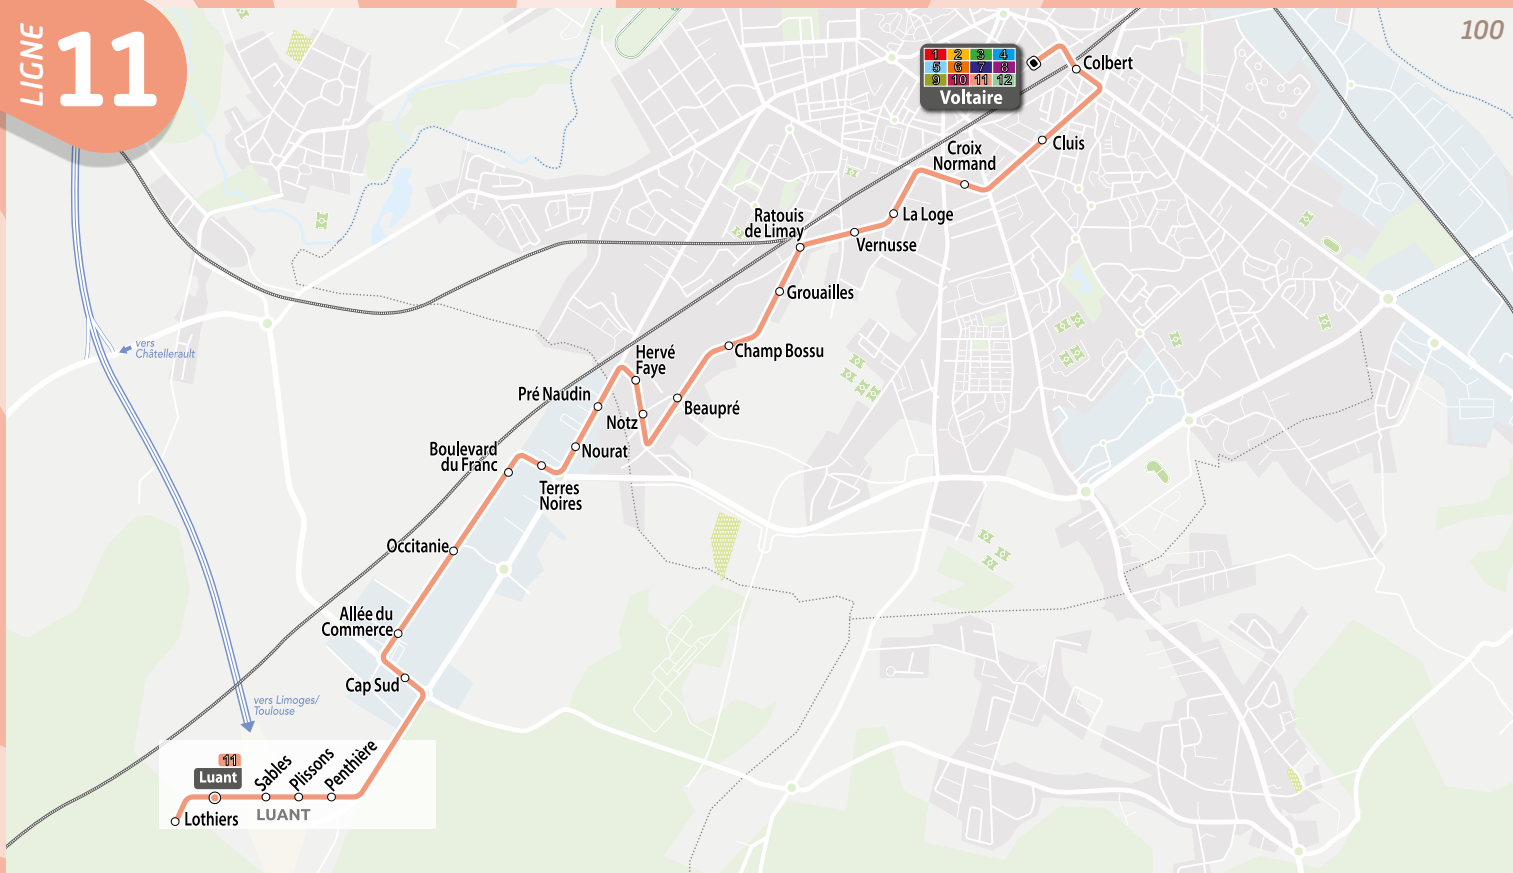 LIGNE
11
100
1 2 3 4
5 6 7 8
9 10 11 12
Voltaire
Colbert
Cluis
Croix
Normand
La Loge
Vernusse
Ratouis
de Limay
Grouailles
Champ Bossu
Beaupré
Hervé
Faye
Notz
Pré Naudin
Nourat
Terres
Noires
Boulevard
du Franc
Occitanie
Allée du
Commerce
Cap Sud
vers
Châtellerault
vers Limoges/
Toulouse
Penthière
Plissons
Sables
11
Luant
LUANT
Lothiers